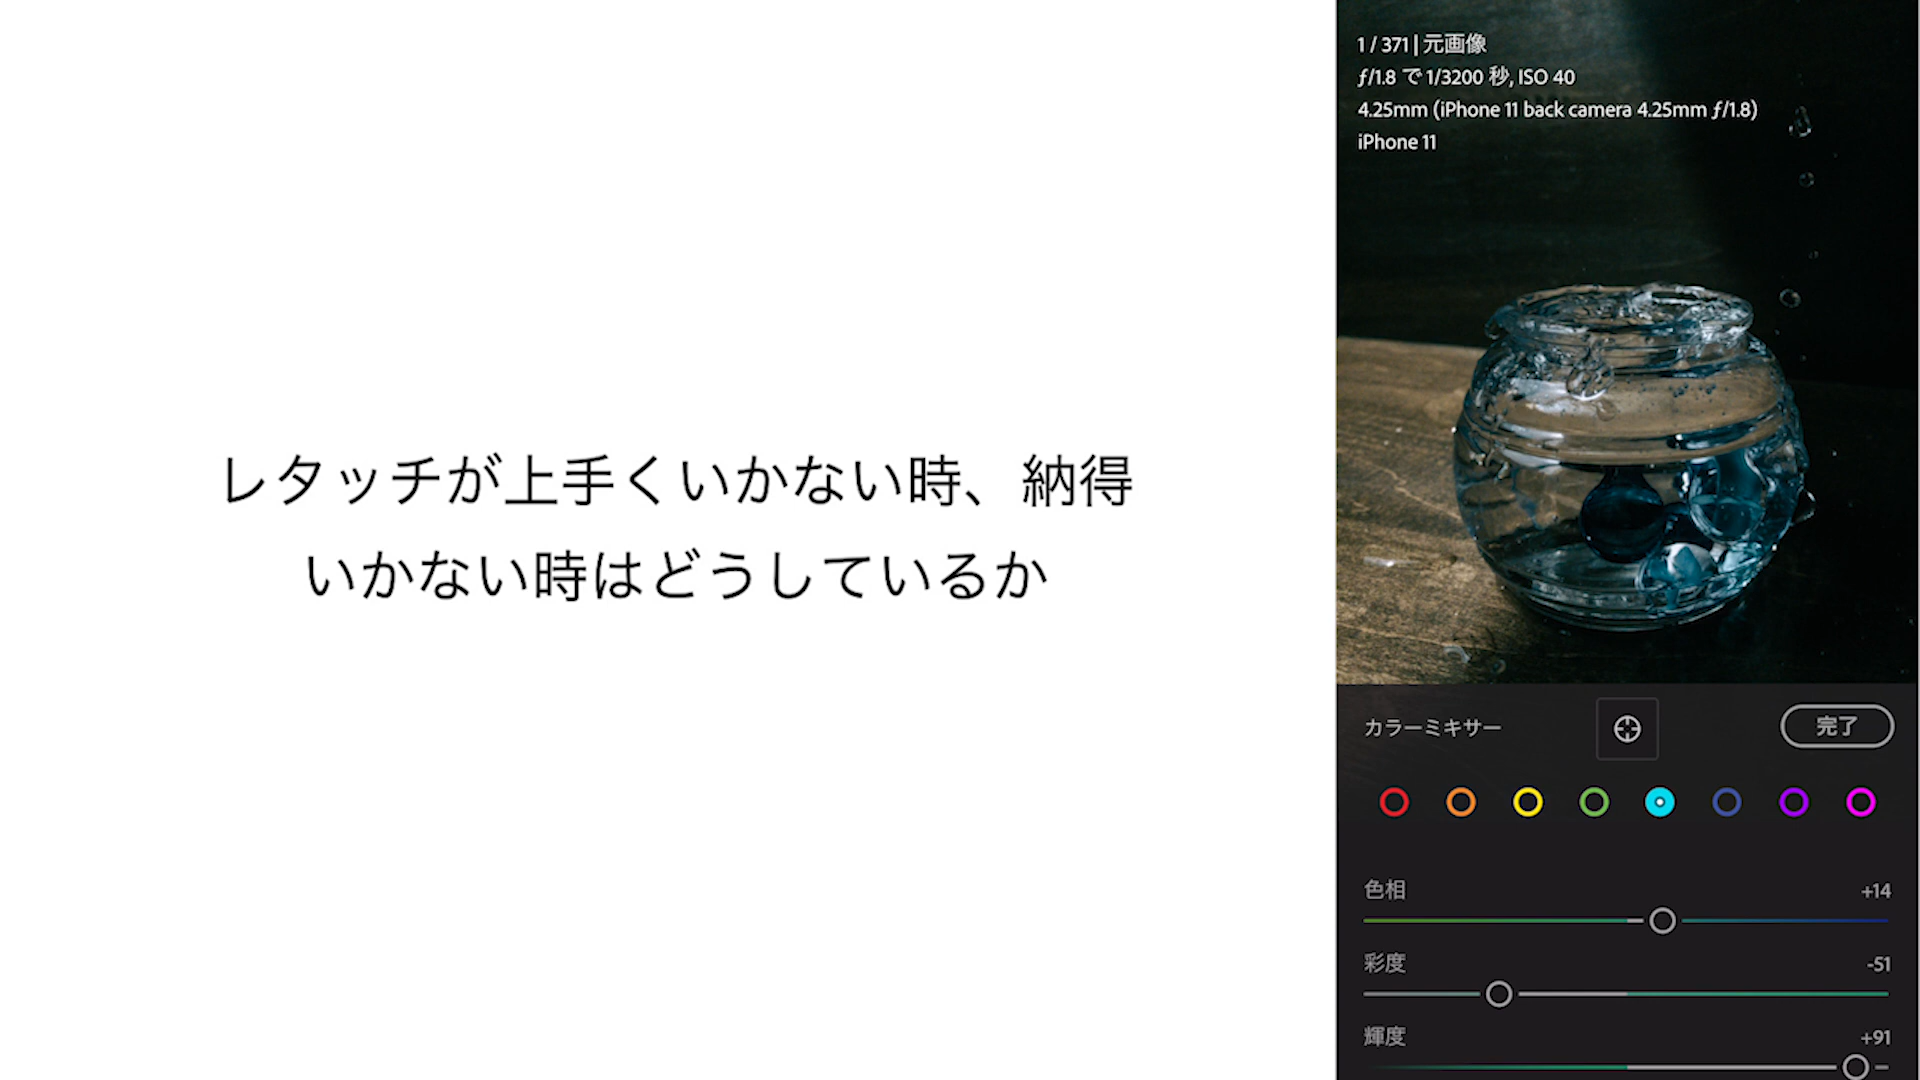 レタッチが上手くいかない時、納得
いかない時はどうしているか
1 / 371 | 元画像
ƒ/1.8 で 1/3200 秒, ISO 40
4.25mm (iPhone 11 back camera 4.25mm ƒ/1.8)
iPhone 11
カラーミキサー
完了
色相 +14
彩度 -51
輝度 +91